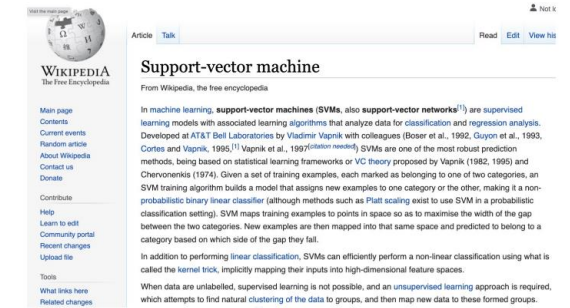 Visit the main page
Not lo
Article Talk
Read Edit View his
WIKIPEDIA
The Free Encyclopedia
Support-vector machine
From Wikipedia, the free encyclopedia
Main page
Contents
Current events
Random article
About Wikipedia
Contact us
Donate
Contribute
Help
Learn to edit
Community portal
Recent changes
Upload file
Tools
What links here
Related changes
In machine learning, support-vector machines (SVMs, also support-vector networks[1]) are supervised
learning models with associated learning algorithms that analyze data for classification and regression analysis.
Developed at AT&T Bell Laboratories by Vladimir Vapnik with colleagues (Boser et al., 1992, Guyon et al., 1993,
Cortes and Vapnik, 1995,[1] Vapnik et al., 1997[citation needed]) SVMs are one of the most robust prediction
methods, being based on statistical learning frameworks or VC theory proposed by Vapnik (1982, 1995) and
Chervonenkis (1974). Given a set of training examples, each marked as belonging to one of two categories, an
SVM training algorithm builds a model that assigns new examples to one category or the other, making it a non-
probabilistic binary linear classifier (although methods such as Platt scaling exist to use SVM in a probabilistic
classification setting). SVM maps training examples to points in space so as to maximise the width of the gap
between the two categories. New examples are then mapped into that same space and predicted to belong to a
category based on which side of the gap they fall.
In addition to performing linear classification, SVMs can efficiently perform a non-linear classification using what is
called the kernel trick, implicitly mapping their inputs into high-dimensional feature spaces.
When data are unlabelled, supervised learning is not possible, and an unsupervised learning approach is required,
which attempts to find natural clustering of the data to groups, and then map new data to these formed groups.